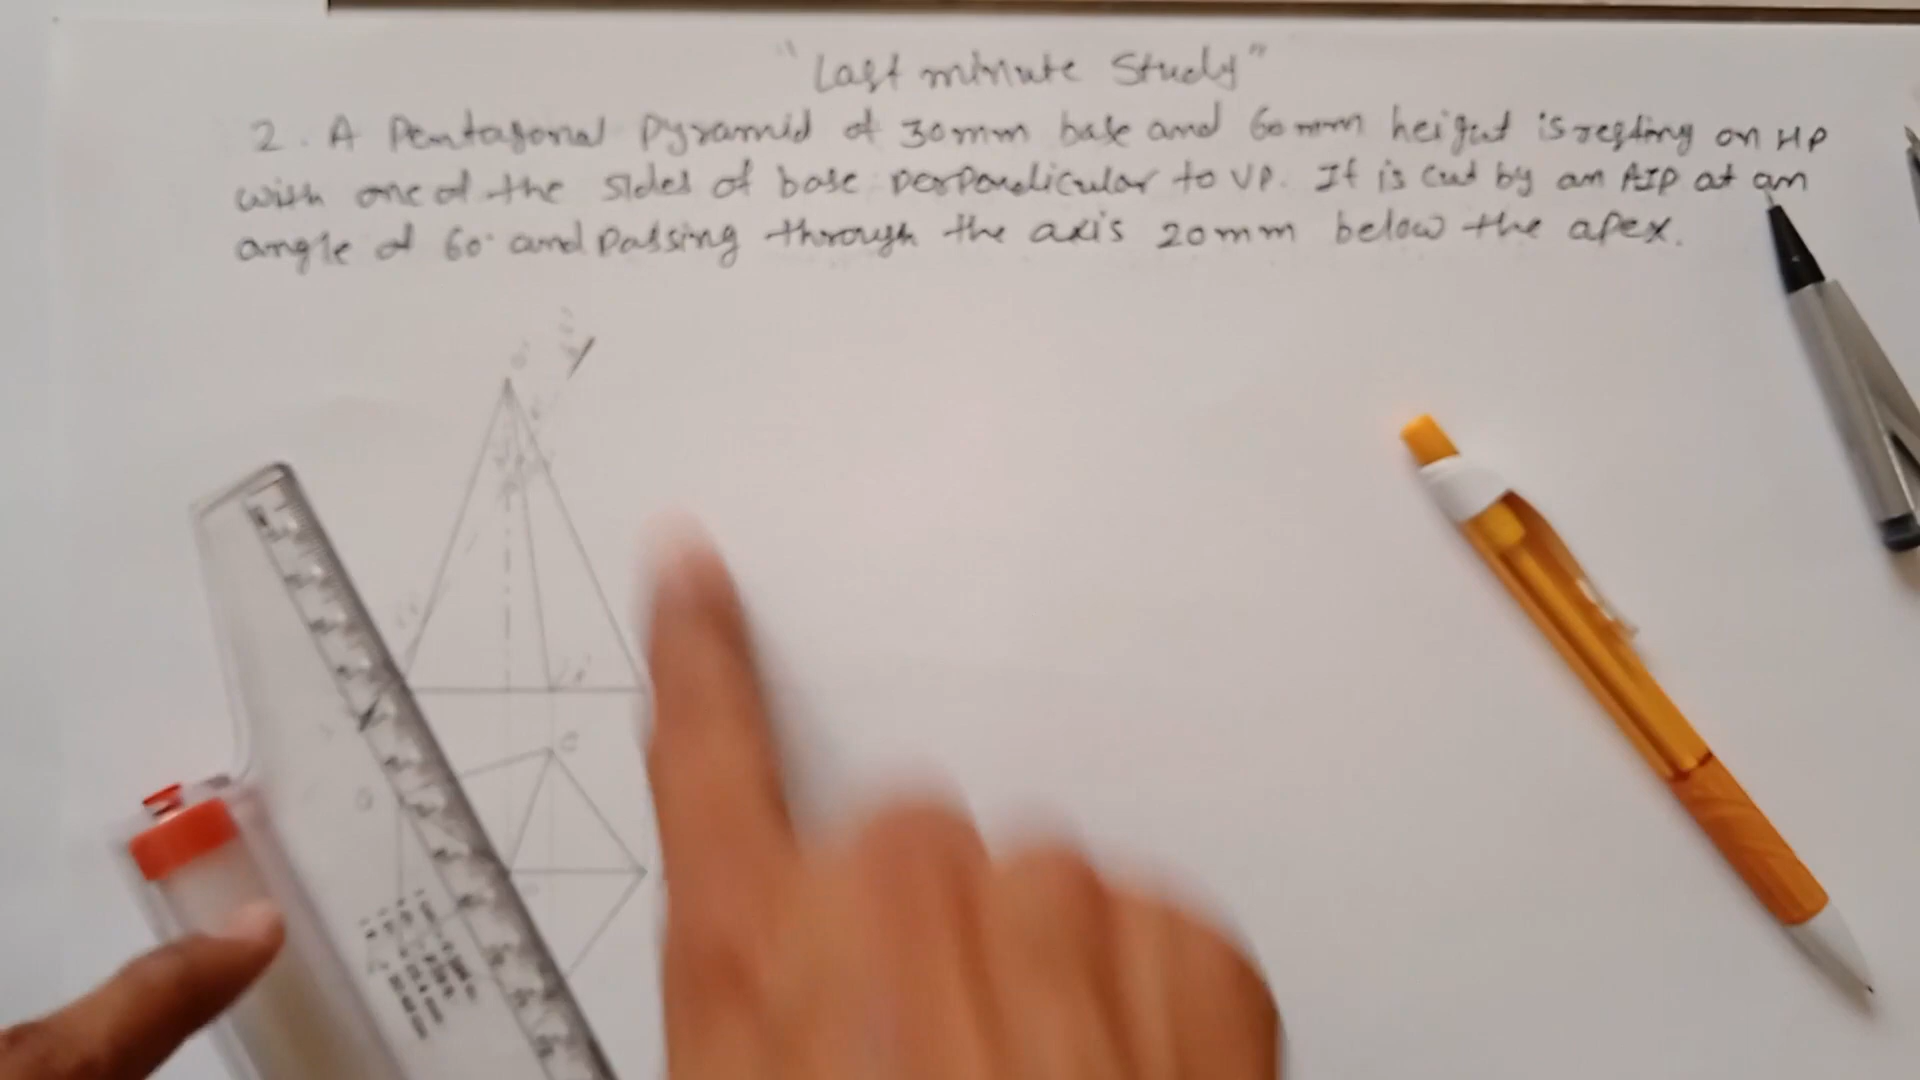 "Last minute Study"
2. A Pentagonal pyramid of 30mm base and 60mm height is resting on HP
with one of the sides of base perpendicular to VP. It is cut by an AIP at an
angle of 60° and Passing through the axis 20mm below the apex.